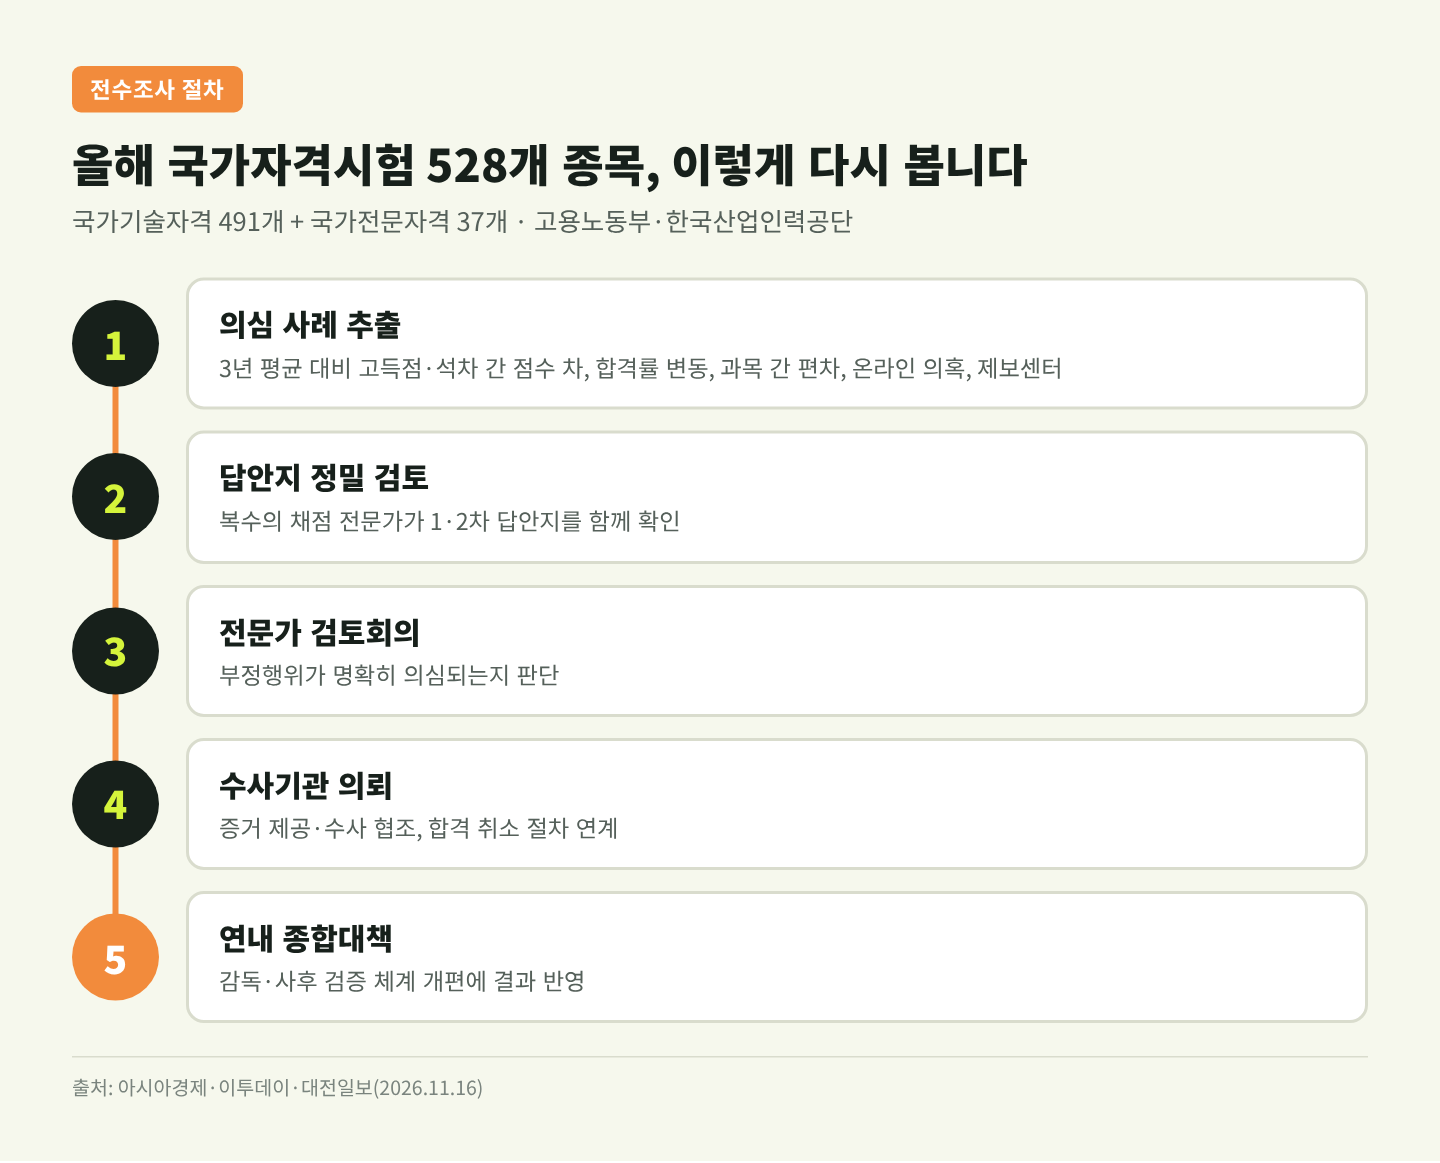 전수조사 절차
올해 국가자격시험 528개 종목, 이렇게 다시 봅니다
국가기술자격 491개 + 국가전문자격 37개 · 고용노동부·한국산업인력공단
1
의심 사례 추출
3년 평균 대비 고득점·석차 간 점수 차, 합격률 변동, 과목 간 편차, 온라인 의혹, 제보센터
2
답안지 정밀 검토
복수의 채점 전문가가 1·2차 답안지를 함께 확인
3
전문가 검토회의
부정행위가 명확히 의심되는지 판단
4
수사기관 의뢰
증거 제공·수사 협조, 합격 취소 절차 연계
5
연내 종합대책
감독·사후 검증 체계 개편에 결과 반영
출처: 아시아경제·이투데이·대전일보(2026.11.16)